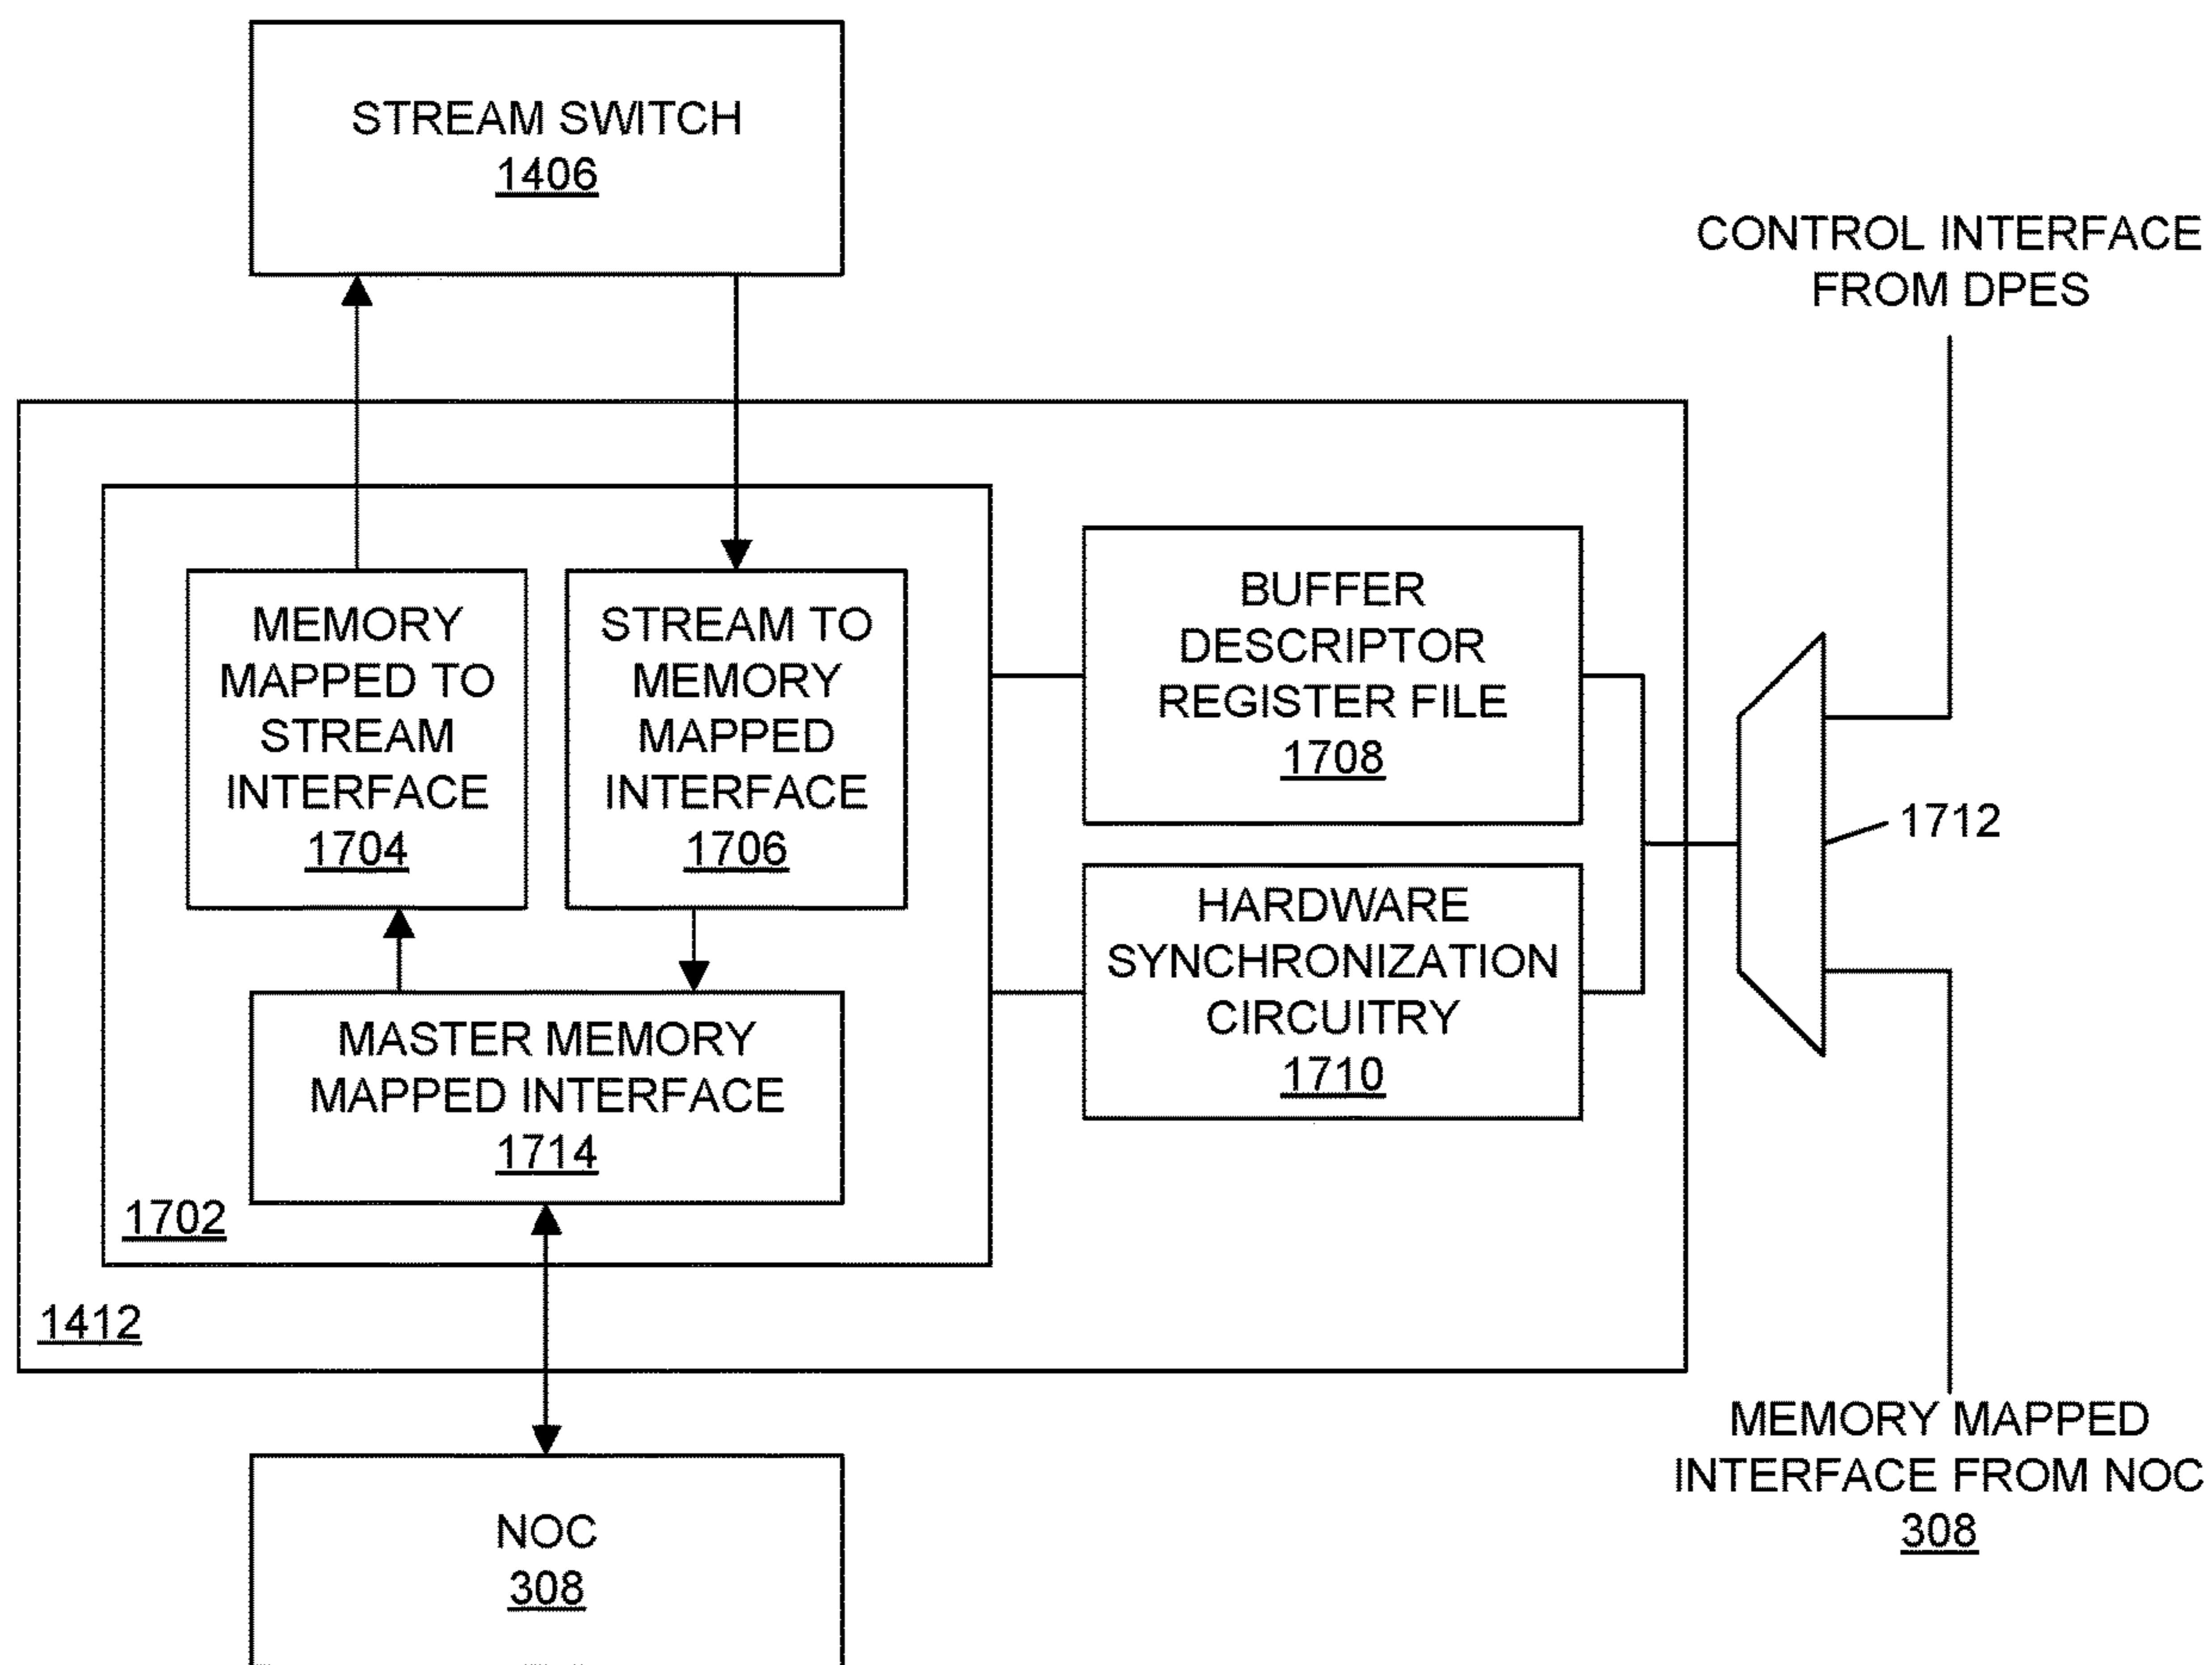 STREAM SWITCH
1406
CONTROL INTERFACE
FROM DPES
MEMORY
MAPPED TO
STREAM
INTERFACE
1704
STREAM TO
MEMORY
MAPPED
INTERFACE
1706
BUFFER
DESCRIPTOR
REGISTER FILE
1708
1712
HARDWARE
SYNCHRONIZATION
CIRCUITRY
1710
MASTER MEMORY
MAPPED INTERFACE
1714
1702
1412
MEMORY MAPPED
INTERFACE FROM NOC
308
NOC
308